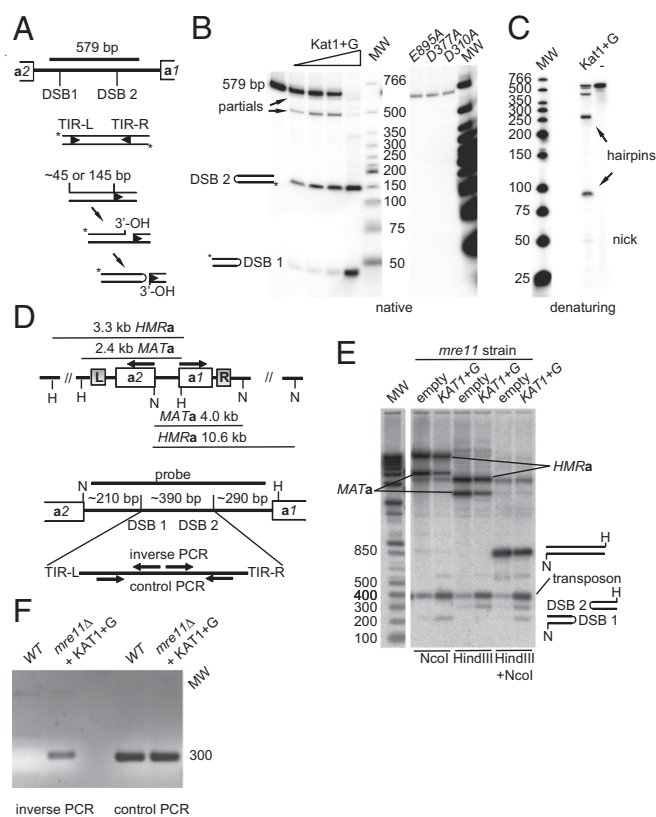 A
579 bp
a2
a1
DSB1
DSB 2
TIR-L
TIR-R
*
*
~45 or 145 bp
3'-OH
*
*
3'-OH
B
Kat1+G
MW
E895A
D377A
D310A
MW
579 bp
partials
DSB 2
*
*
DSB 1
766
500
350
300
250
200
150
100
75
50
native
C
MW
Kat1+G
-
766
500
350
300
250
200
150
100
75
50
25
hairpins
nick
denaturing
D
3.3 kb HMRa
2.4 kb MATa
//
L
a2
a1
R
//
H
H
N
H
N
N
MATa 4.0 kb
HMRa 10.6 kb
N
probe
H
~210 bp
~390 bp
~290 bp
a2
a1
DSB 1
DSB 2
inverse PCR
TIR-L
TIR-R
control PCR
E
mre11 strain
MW
empty
KAT1+G
empty
KAT1+G
empty
KAT1+G
HMRa
MATa
H
N
850
transposon
500
400
300
200
100
H
DSB 2
DSB 1
N
NcoI
HindIII
HindIII
+NcoI
F
WT
mre11Δ
+ KAT1+G
WT
mre11Δ
+ KAT1+G
MW
300
inverse PCR
control PCR